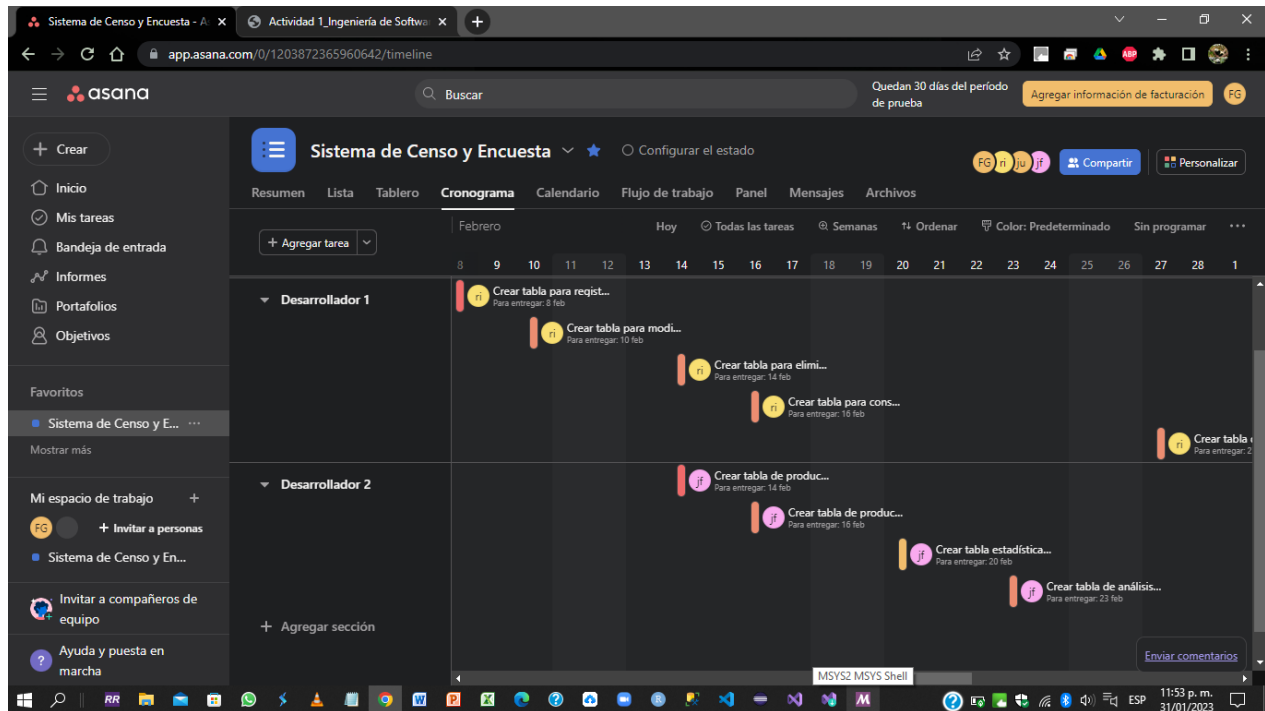 Sistema de Censo y Encuesta - A
Actividad 1_Ingeniería de Softwa
app.asana.com/0/1203872365960642/timeline
ABP
asana
Buscar
Quedan 30 días del período
de prueba
Agregar información de facturación
FG
Crear
Sistema de Censo y Encuesta
Configurar el estado
FG ri ju jf
Compartir
Personalizar
Inicio
Resumen Lista Tablero Cronograma Calendario Flujo de trabajo Panel Mensajes Archivos
Mis tareas
Bandeja de entrada
Informes
Portafolios
Objetivos
+ Agregar tarea
Febrero
Hoy Todas las tareas Semanas Ordenar Color: Predeterminado Sin programar ...
8 9 10 11 12 13 14 15 16 17 18 19 20 21 22 23 24 25 26 27 28 1
Desarrollador 1
ri Crear tabla para regist...
Para entregar: 8 feb
ri Crear tabla para modi...
Para entregar: 10 feb
ri Crear tabla para elimi...
Para entregar: 14 feb
ri Crear tabla para cons...
Para entregar: 16 feb
ri Crear tabla
Para entregar: 2
Favoritos
Sistema de Censo y E... ...
Mostrar más
Desarrollador 2
jf Crear tabla de produc...
Para entregar: 14 feb
jf Crear tabla de produc...
Para entregar: 16 feb
jf Crear tabla estadística...
Para entregar: 20 feb
jf Crear tabla de análisis...
Para entregar: 23 feb
+ Agregar sección
Mi espacio de trabajo +
FG
+ Invitar a personas
Sistema de Censo y En...
Invitar a compañeros de
equipo
? Ayuda y puesta en
marcha
Enviar comentarios
MSYS2 MSYS Shell
RR
ESP
11:53 p. m.
31/01/2023